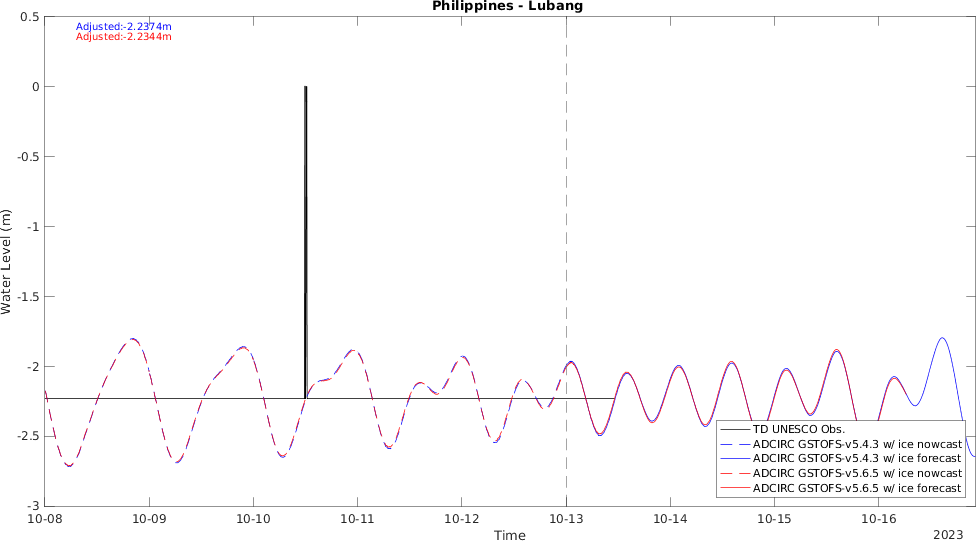 Philippines - Lubang
Adjusted:-2.2374m
Adjusted:-2.2344m
0.5
0
-0.5
-1
-1.5
-2
-2.5
-3
Water Level (m)
10-08
10-09
10-10
10-11
10-12
10-13
10-14
10-15
10-16
Time
2023
TD UNESCO Obs.
ADCIRC GSTOFS-v5.4.3 w/ ice nowcast
ADCIRC GSTOFS-v5.4.3 w/ ice forecast
ADCIRC GSTOFS-v5.6.5 w/ ice nowcast
ADCIRC GSTOFS-v5.6.5 w/ ice forecast